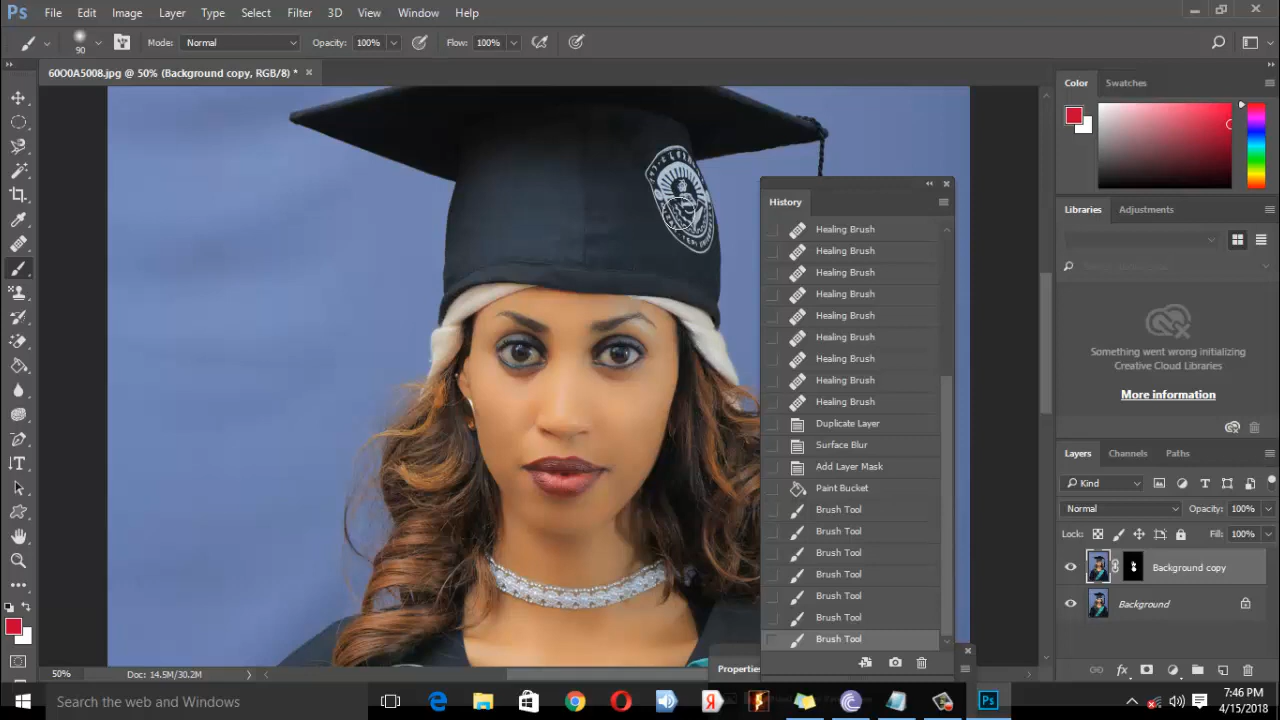 Ps File Edit Image Layer Type Select Filter 3D View Window Help
90 Mode: Normal Opacity: 100% Flow: 100%
60O0A5008.jpg @ 50% (Background copy, RGB/8) *
Color Swatches
History
Healing Brush
Healing Brush
Healing Brush
Healing Brush
Healing Brush
Healing Brush
Healing Brush
Healing Brush
Healing Brush
Duplicate Layer
Surface Blur
Add Layer Mask
Paint Bucket
Brush Tool
Brush Tool
Brush Tool
Brush Tool
Brush Tool
Brush Tool
Brush Tool
Properties
Libraries Adjustments
Something went wrong initializing
Creative Cloud Libraries
More information
Layers Channels Paths
Kind
Normal Opacity: 100%
Lock: Fill: 100%
Background copy
Background
50% Doc: 14.5M/30.2M
Search the web and Windows
Ps
7:46 PM
4/15/2018